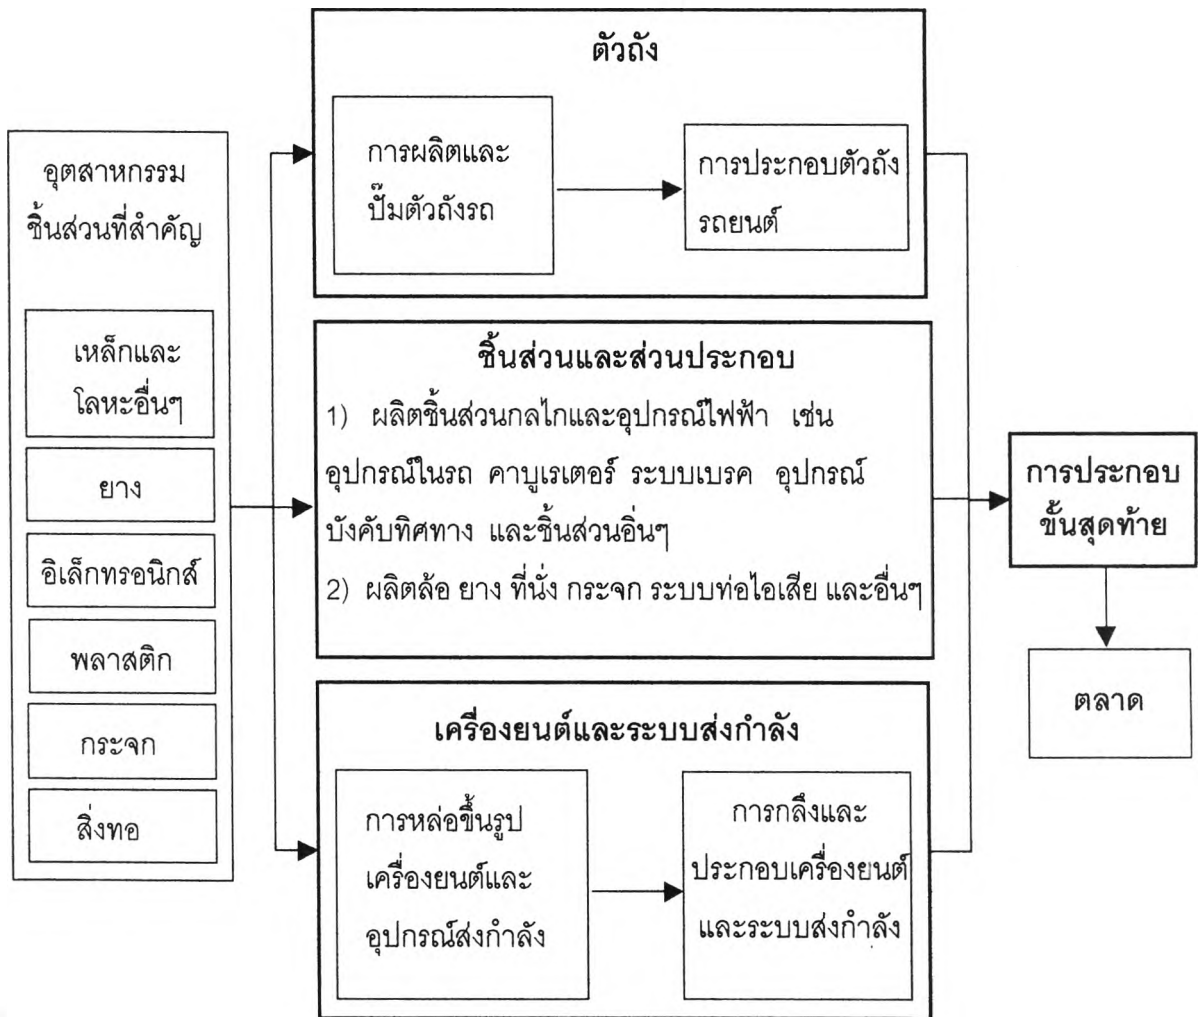 อุตสาหกรรม
ชิ้นส่วนที่สำคัญ
เหล็กและ
โลหะอื่นๆ
ยาง
อิเล็กทรอนิกส์
พลาสติก
กระจก
สิ่งทอ
ตัวถัง
การผลิตและ
ปั๊มตัวถังรถ
การประกอบตัวถัง
รถยนต์
ชิ้นส่วนและส่วนประกอบ
1) ผลิตชิ้นส่วนกลไกและอุปกรณ์ไฟฟ้า เช่น
อุปกรณ์ในรถ คาบูเรเตอร์ ระบบเบรค อุปกรณ์
บังคับทิศทาง และชิ้นส่วนอื่นๆ
2) ผลิตล้อ ยาง ที่นั่ง กระจก ระบบท่อไอเสีย และอื่นๆ
เครื่องยนต์และระบบส่งกำลัง
การหล่อขึ้นรูป
เครื่องยนต์และ
อุปกรณ์ส่งกำลัง
การกลึงและ
ประกอบเครื่องยนต์
และระบบส่งกำลัง
การประกอบ
ขั้นสุดท้าย
ตลาด